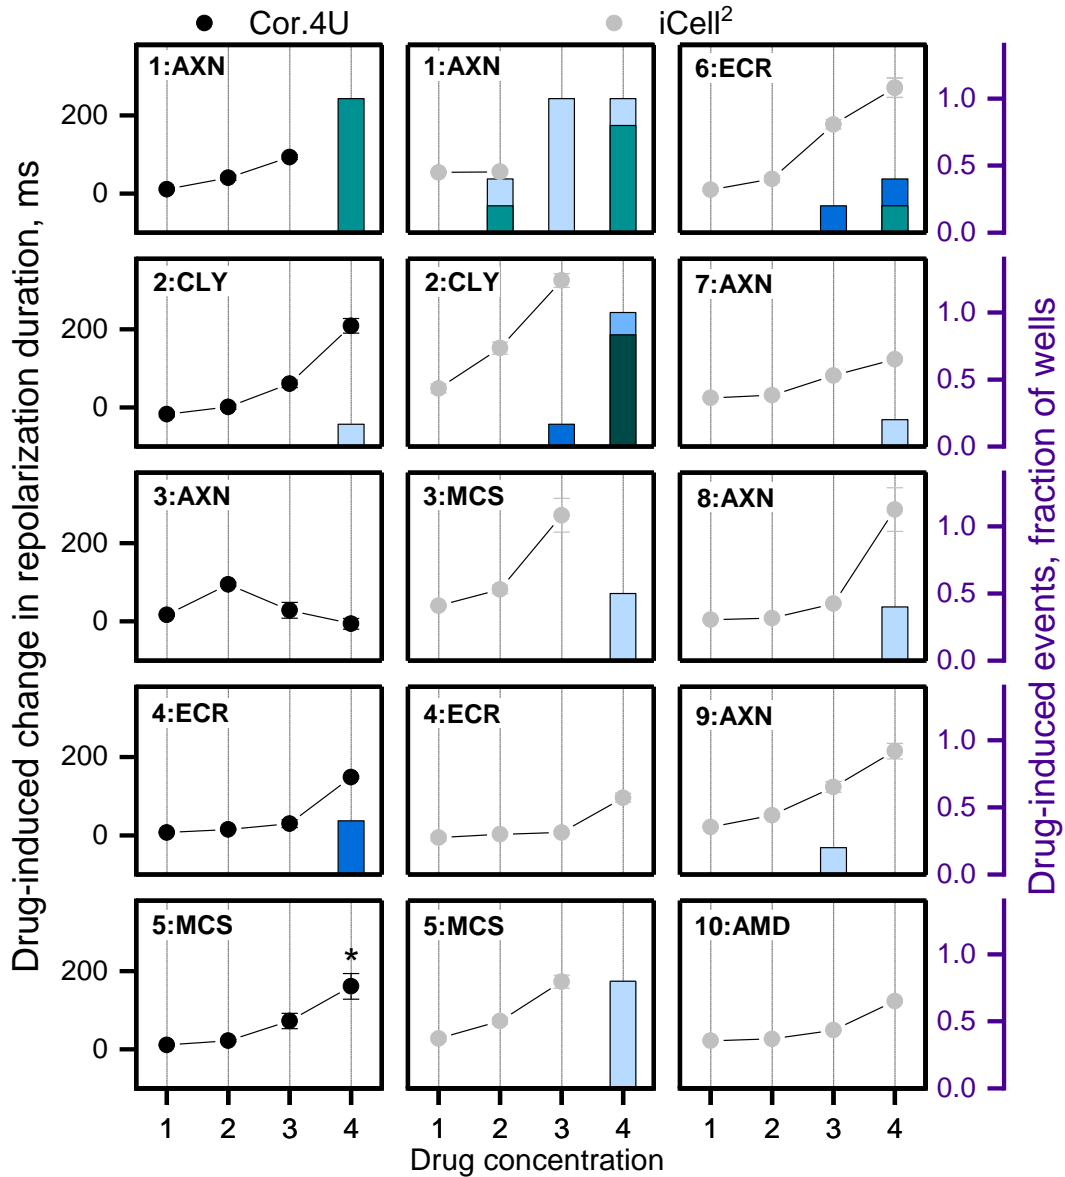 Cor.4U
iCell²
Drug-induced change in repolarization duration, ms
1:AXN
1:AXN
6:ECR
200
0
1.0
0.5
0.0
2:CLY
2:CLY
7:AXN
200
0
1.0
0.5
0.0
3:AXN
3:MCS
8:AXN
200
0
1.0
0.5
0.0
4:ECR
4:ECR
9:AXN
200
0
1.0
0.5
0.0
5:MCS
5:MCS
10:AMD
*
200
0
1.0
0.5
0.0
1 2 3 4
1 2 3 4
1 2 3 4
Drug concentration
Drug-induced events, fraction of wells